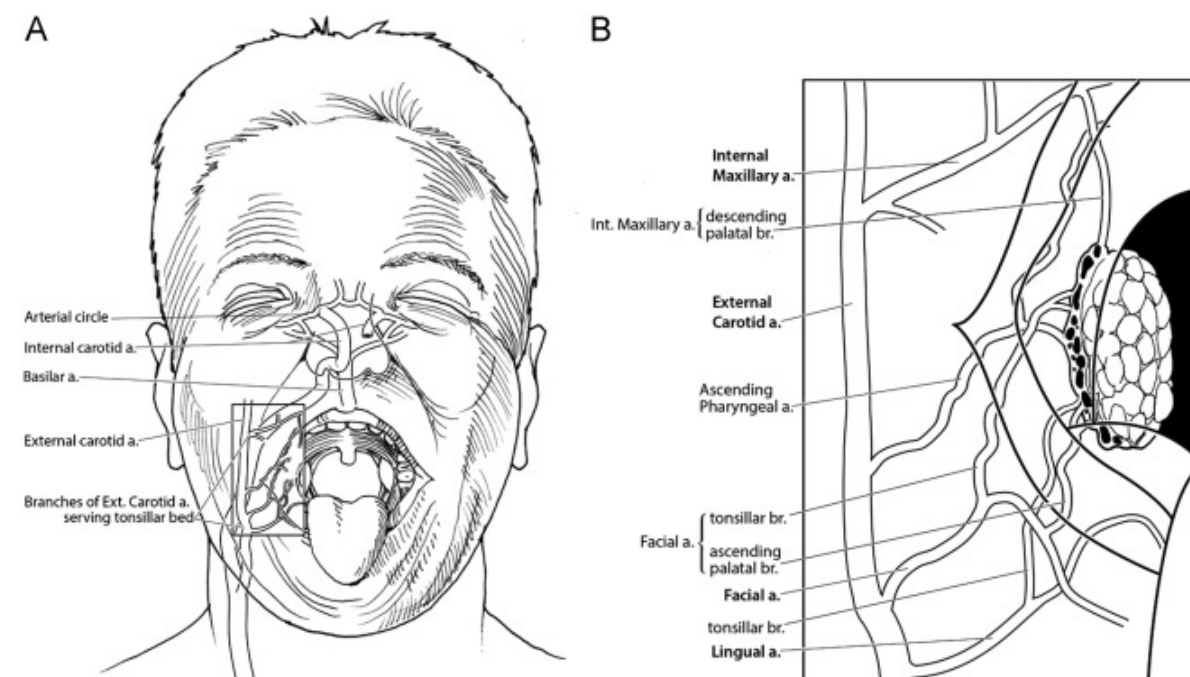 A
Arterial circle
Internal carotid a.
Basilar a.
External carotid a.
Branches of Ext. Carotid a.
serving tonsillar bed
B
Internal
Maxillary a.
Int. Maxillary a. { descending
palatal br.
External
Carotid a.
Ascending
Pharyngeal a.
Facial a. { tonsillar br.
ascending
palatal br.
Facial a.
tonsillar br.
Lingual a.